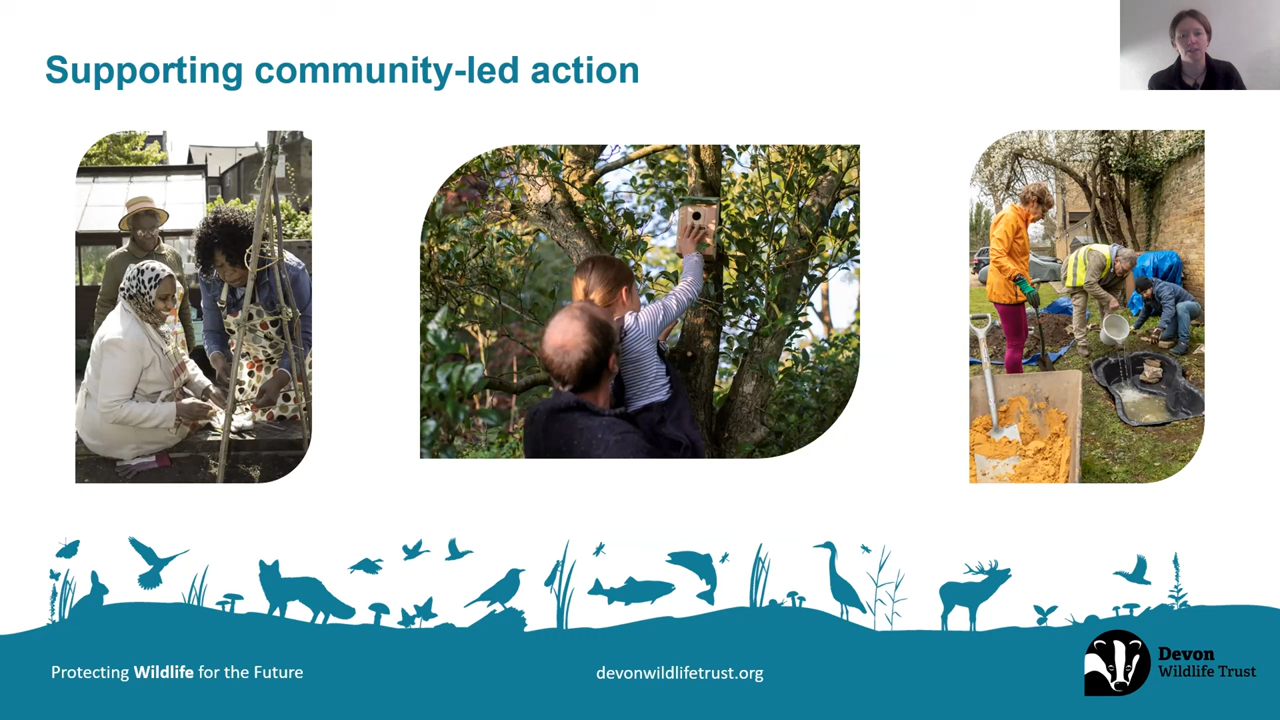 Supporting community-led action
Protecting Wildlife for the Future
devonwildlifetrust.org
Devon
Wildlife Trust